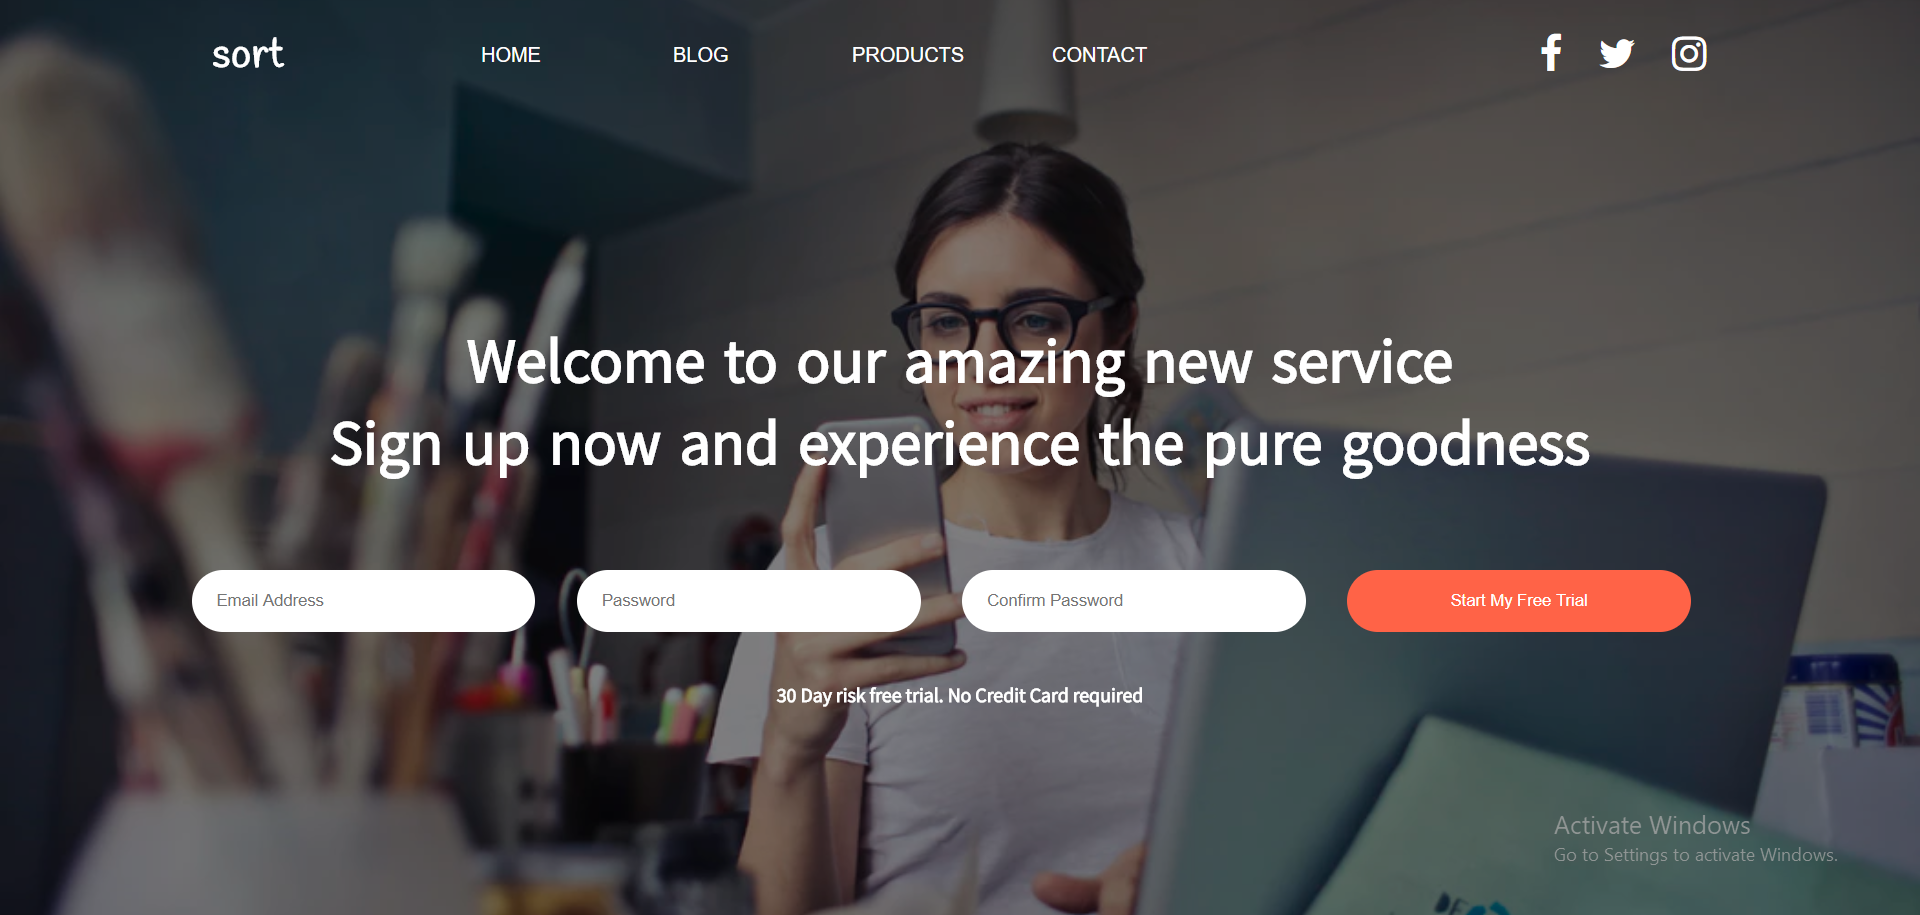 sort
HOME
BLOG
PRODUCTS
CONTACT
Welcome to our amazing new service
Sign up now and experience the pure goodness
Email Address
Password
Confirm Password
Start My Free Trial
30 Day risk free trial. No Credit Card required
Activate Windows
Go to Settings to activate Windows.